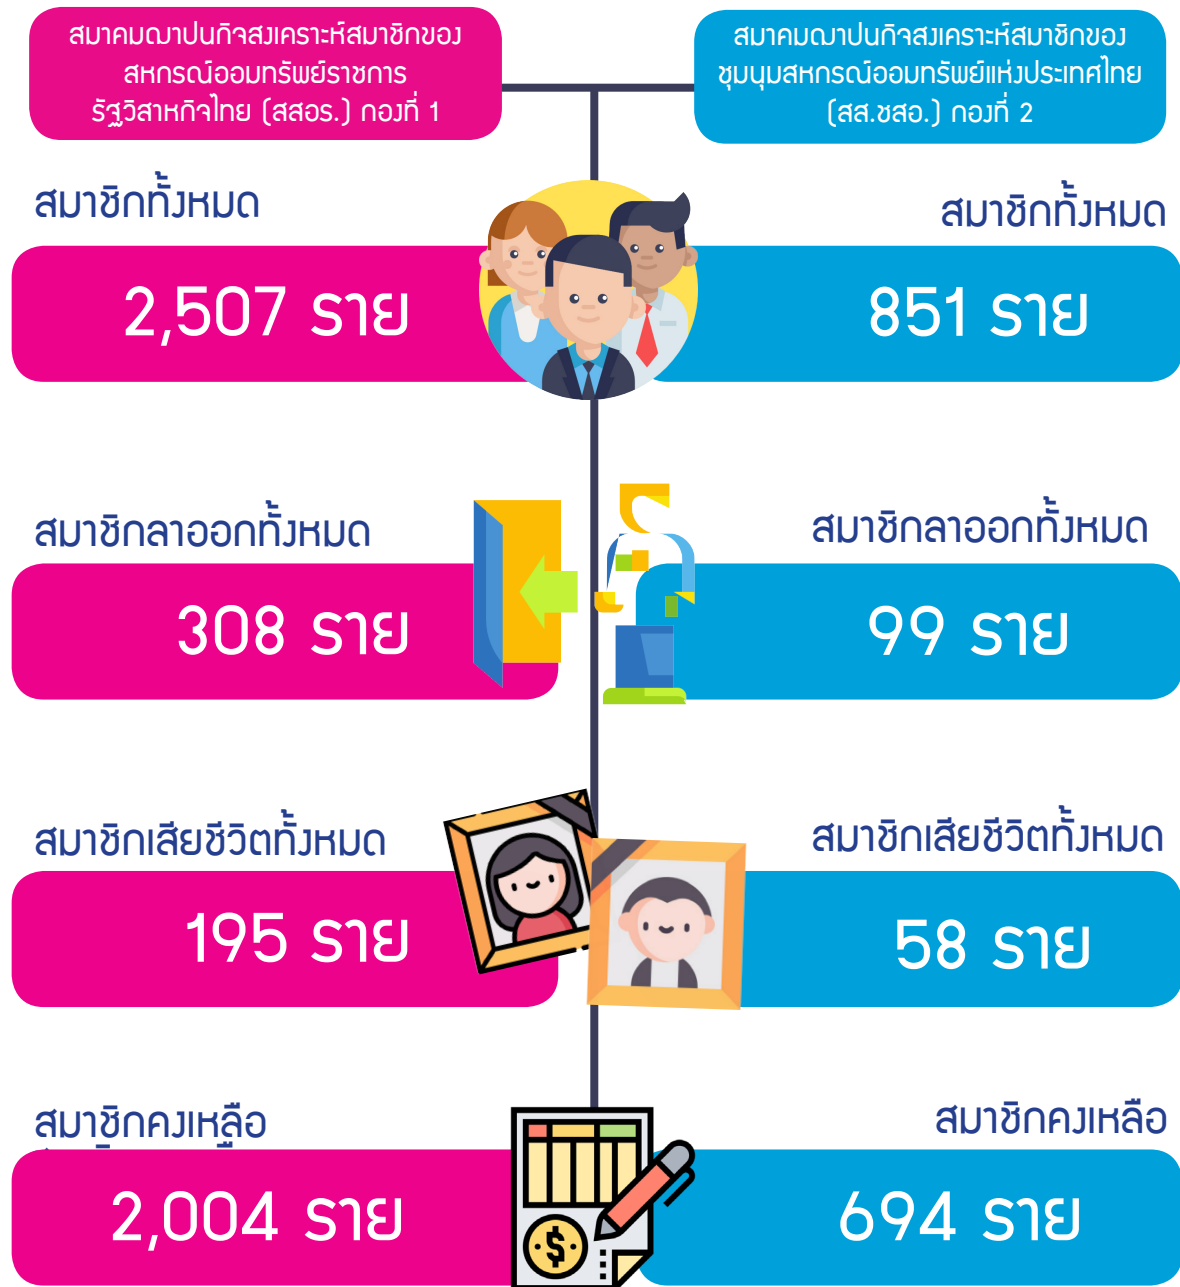 สมาคมฌาปนกิจสงเคราะห์สมาชิกของ
สหกรณ์ออมทรัพย์ราชการ
รัฐวิสาหกิจไทย (สสอร.) กองที่ 1
สมาคมฌาปนกิจสงเคราะห์สมาชิกของ
ชุมนุมสหกรณ์ออมทรัพย์แห่งประเทศไทย
(สส.ชสอ.) กองที่ 2
สมาชิกทั้งหมด
2,507 ราย
สมาชิกทั้งหมด
851 ราย
สมาชิกลาออกทั้งหมด
308 ราย
สมาชิกลาออกทั้งหมด
99 ราย
สมาชิกเสียชีวิตทั้งหมด
195 ราย
สมาชิกเสียชีวิตทั้งหมด
58 ราย
สมาชิกคงเหลือ
2,004 ราย
สมาชิกคงเหลือ
694 ราย